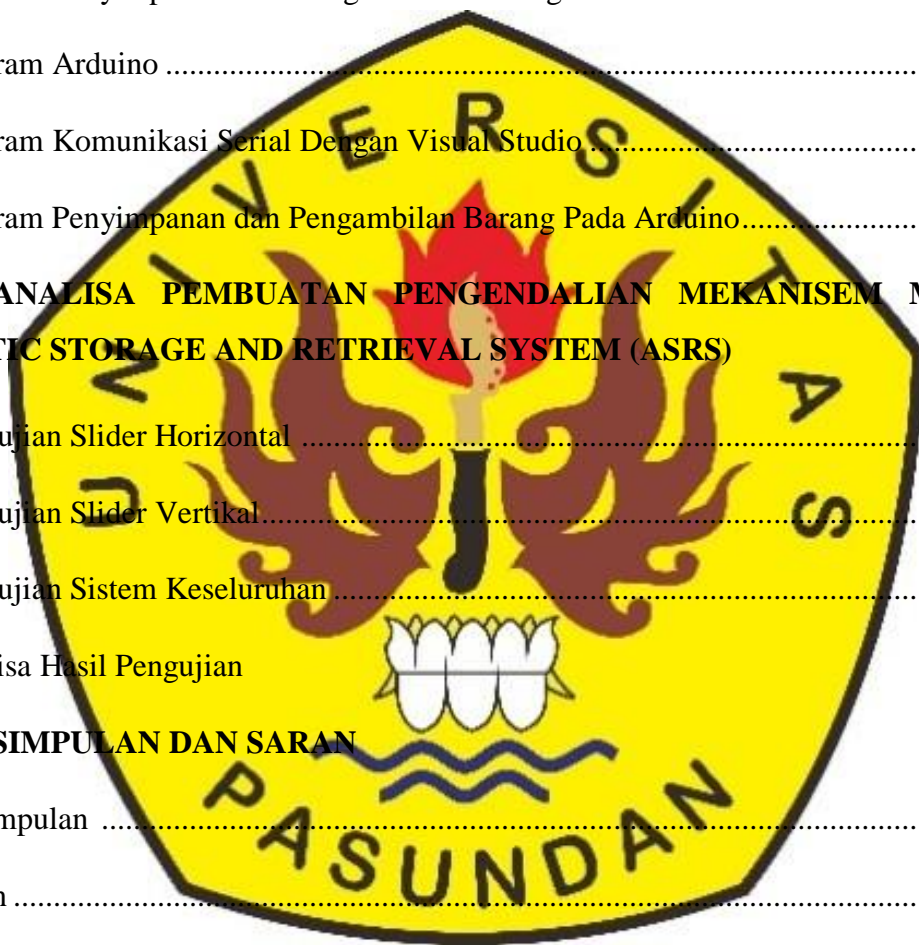 ram Arduino ................................................................
ram Komunikasi Serial Dengan Visual Studio ...................................
ram Penyimpanan dan Pengambilan Barang Pada Arduino...................
ANALISA PEMBUATAN PENGENDALIAN MEKANISEM M
TIC STORAGE AND RETRIEVAL SYSTEM (ASRS)
ujian Slider Horizontal ................................................................
ujian Slider Vertikal................................................................
ujian Sistem Keseluruhan ................................................................
isa Hasil Pengujian
SIMPULAN DAN SARAN
mpulan ................................................................
n ................................................................
UNIVERSITAS
PASUNDAN